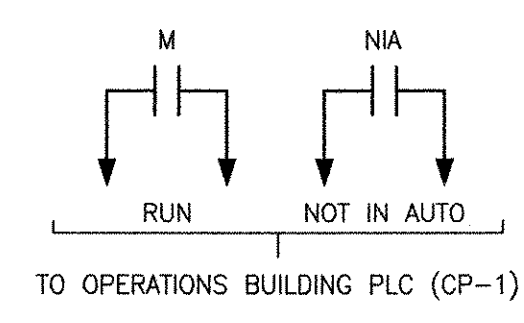 M NIA
RUN NOT IN AUTO
TO OPERATIONS BUILDING PLC (CP-1)